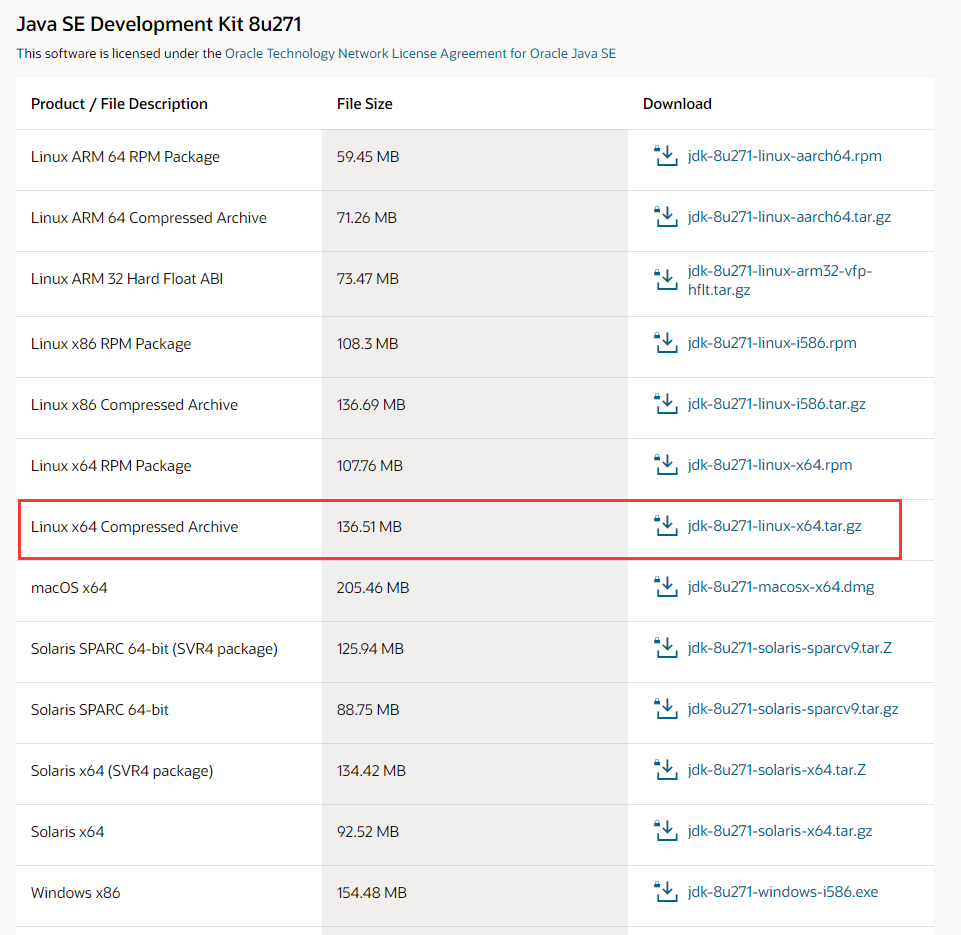 Java SE Development Kit 8u271
This software is licensed under the Oracle Technology Network License Agreement for Oracle Java SE
Product / File Description File Size Download
Linux ARM 64 RPM Package 59.45 MB jdk-8u271-linux-aarch64.rpm
Linux ARM 64 Compressed Archive 71.26 MB jdk-8u271-linux-aarch64.tar.gz
Linux ARM 32 Hard Float ABI 73.47 MB jdk-8u271-linux-arm32-vfp-
hflt.tar.gz
Linux x86 RPM Package 108.3 MB jdk-8u271-linux-i586.rpm
Linux x86 Compressed Archive 136.69 MB jdk-8u271-linux-i586.tar.gz
Linux x64 RPM Package 107.76 MB jdk-8u271-linux-x64.rpm
Linux x64 Compressed Archive 136.51 MB jdk-8u271-linux-x64.tar.gz
macOS x64 205.46 MB jdk-8u271-macosx-x64.dmg
Solaris SPARC 64-bit (SVR4 package) 125.94 MB jdk-8u271-solaris-sparcv9.tar.Z
Solaris SPARC 64-bit 88.75 MB jdk-8u271-solaris-sparcv9.tar.gz
Solaris x64 (SVR4 package) 134.42 MB jdk-8u271-solaris-x64.tar.Z
Solaris x64 92.52 MB jdk-8u271-solaris-x64.tar.gz
Windows x86 154.48 MB jdk-8u271-windows-i586.exe